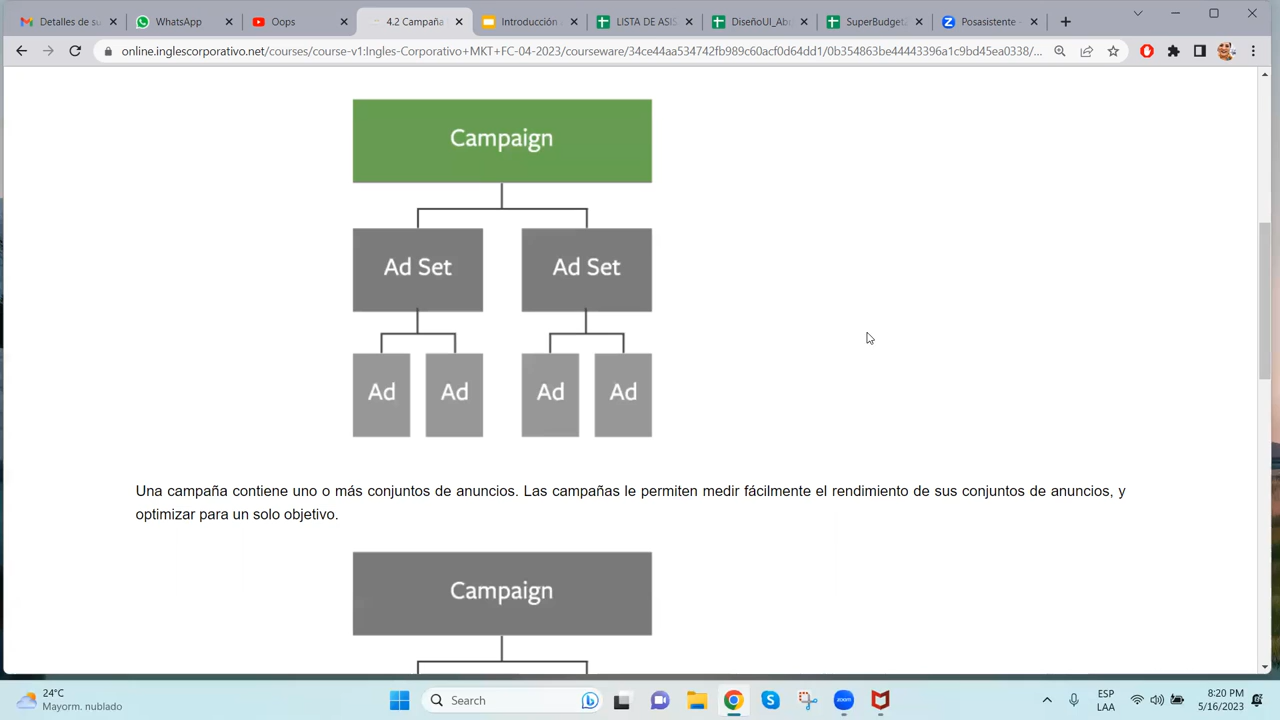 Detalles de su
WhatsApp
Oops
4.2 Campaña
Introducción
LISTA DE ASIS
DiseñoUI_Abc
SuperBudget
Posasistente
online.inglescorporativo.net/courses/course-v1:Ingles-Corporativo+MKT+FC-04-2023/courseware/34ce44aa534742fb989c60acf0d64dd1/0b354863be44443396a1c9bd45ea0338/...
Campaign
Ad Set Ad Set
Ad Ad Ad Ad
Una campaña contiene uno o más conjuntos de anuncios. Las campañas le permiten medir fácilmente el rendimiento de sus conjuntos de anuncios, y
optimizar para un solo objetivo.
Campaign
24°C
Mayorm. nublado
Search
zoom
ESP
LAA
8:20 PM
5/16/2023